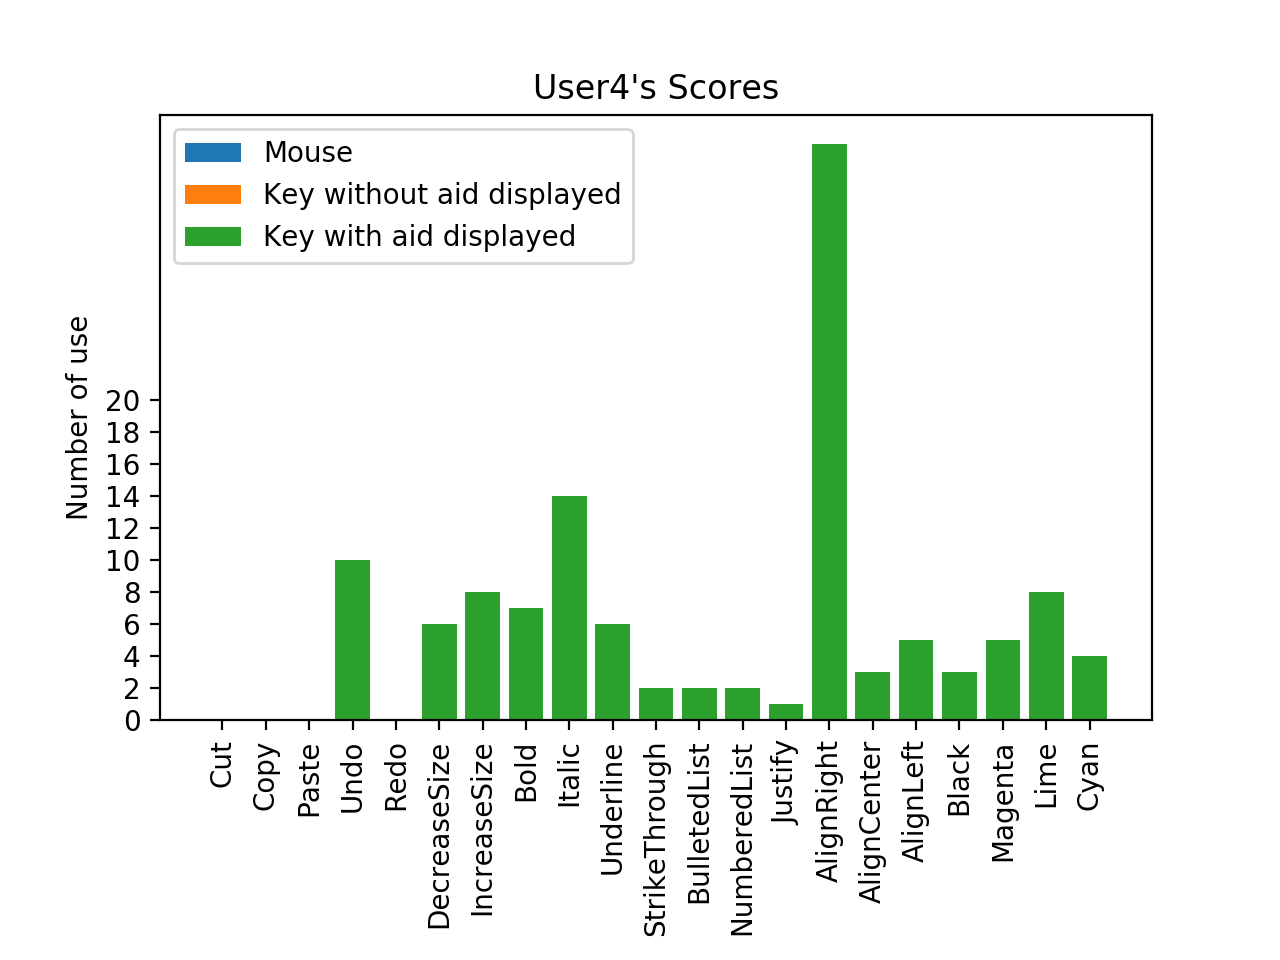 User4's Scores
Mouse
Key without aid displayed
Key with aid displayed
Number of use
20
18
16
14
12
10
8
6
4
2
0
Cut
Copy
Paste
Undo
Redo
DecreaseSize
IncreaseSize
Bold
Italic
Underline
StrikeThrough
BulletedList
NumberedList
Justify
AlignRight
AlignCenter
AlignLeft
Black
Magenta
Lime
Cyan